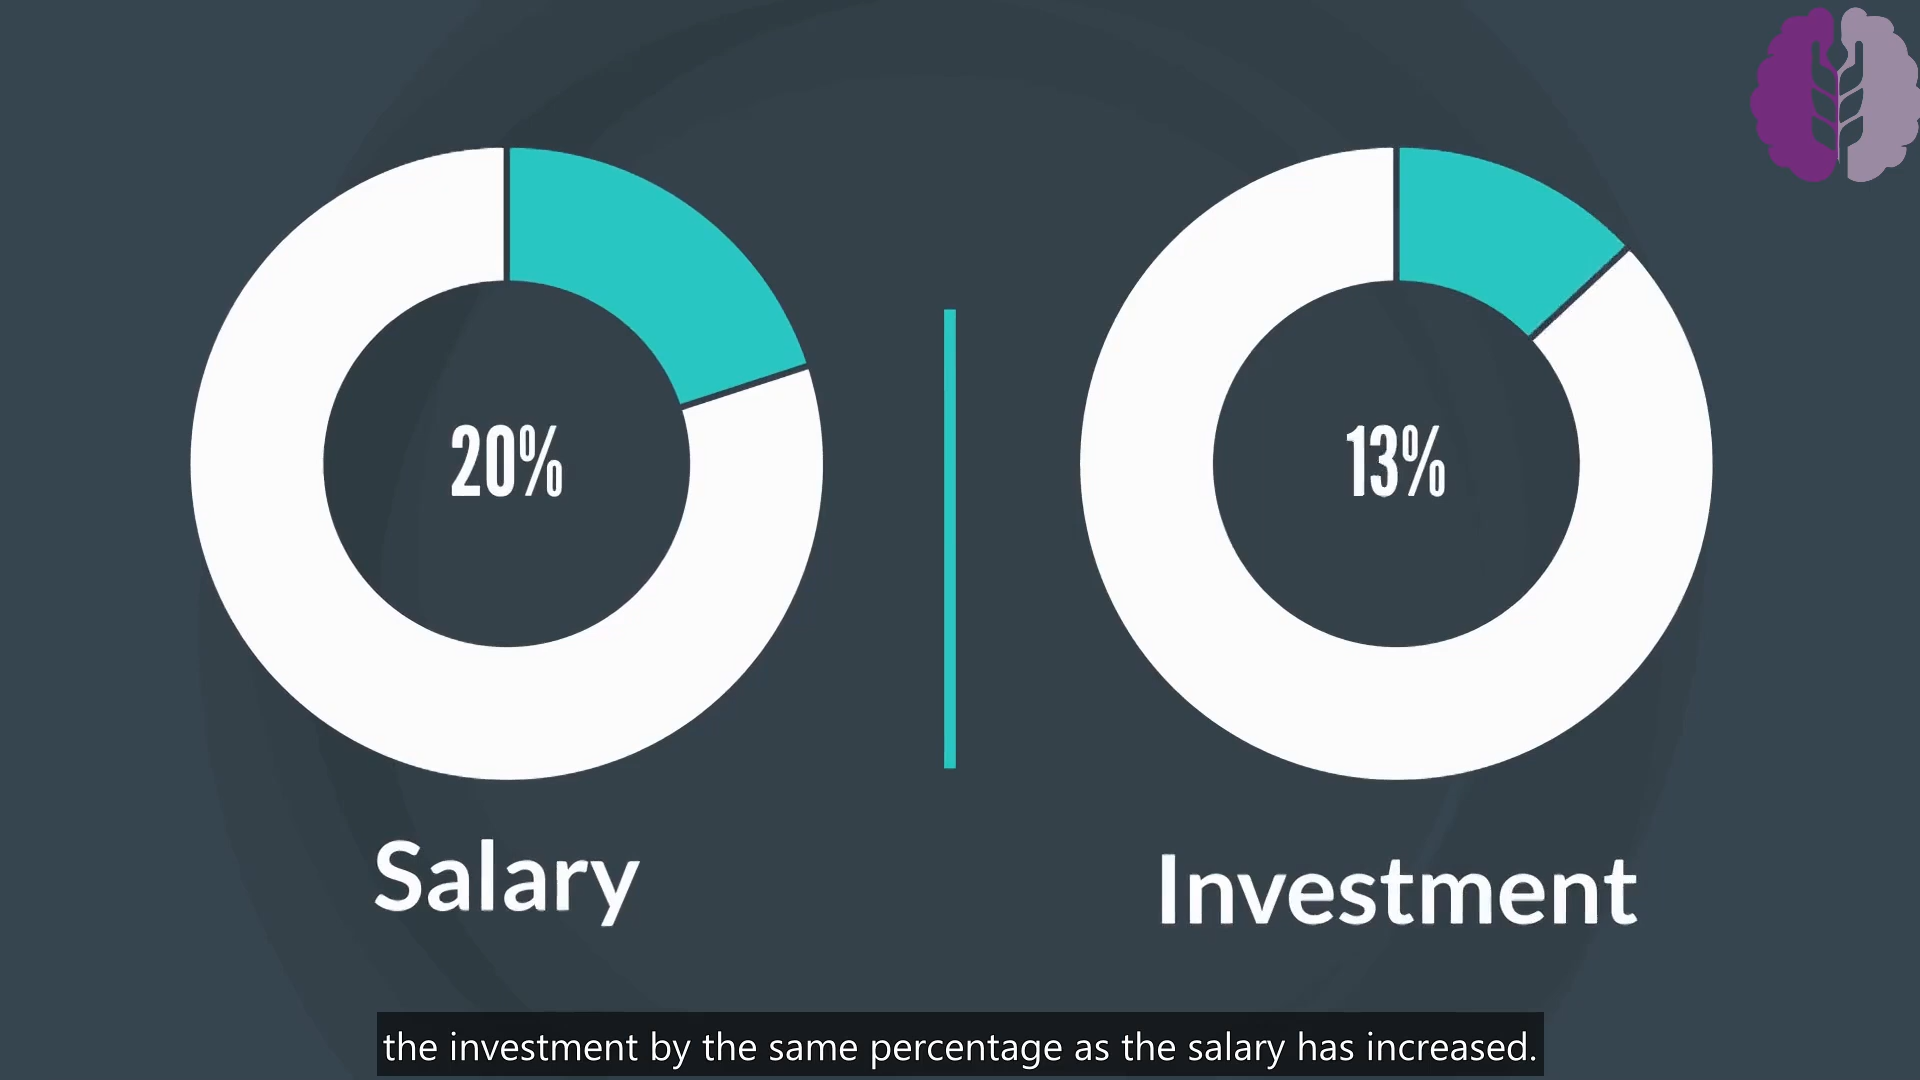 20%
13%
Salary
Investment
the investment by the same percentage as the salary has increased.